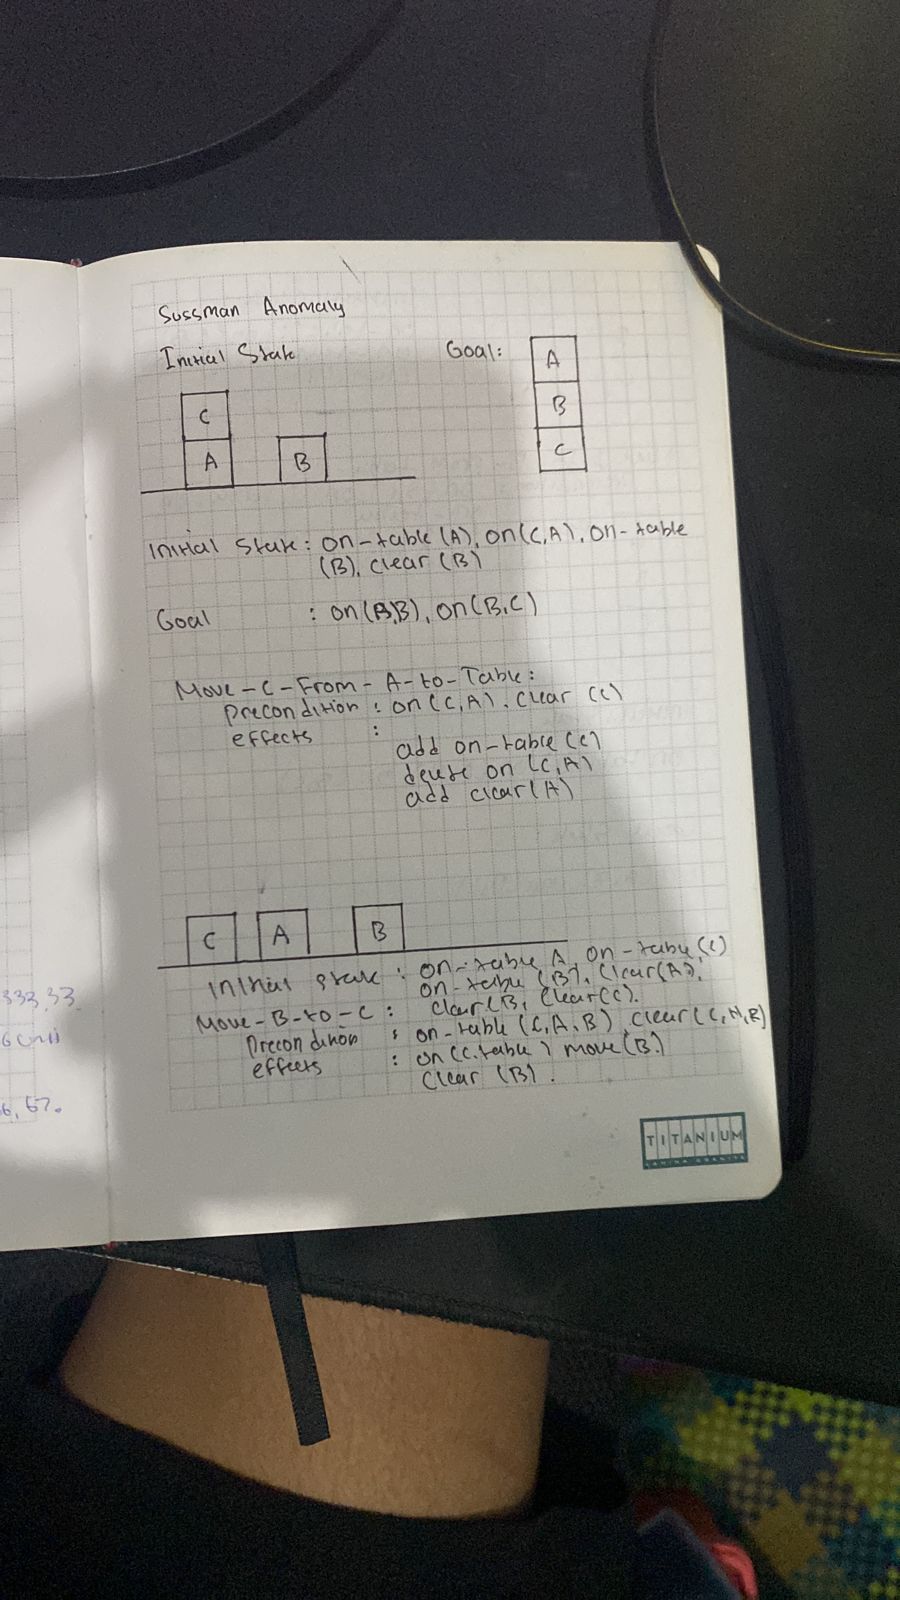 Sussman Anomaly
Initial State
Goal:
A
B
C
C
A
B
Initial State: on-table (A), on(C,A), on-table
(B), clear (B)
Goal : on(B,B), on(B,C)
Move-C-From-A-to-Table:
precondition : on (C,A), clear (C)
effects :
add on-table (C)
delete on (C,A)
add clear(A)
C
A
B
Initial State : on-table A, on-table (C)
on-table (B), clear(A),
clear(B, clear(C).
Move-B-to-C :
precondition : on-table (C,A,B), clear(C,A,B)
effects : on(C,table) move(B)
clear (B).
333,33.
6, 67.
TITANIUM